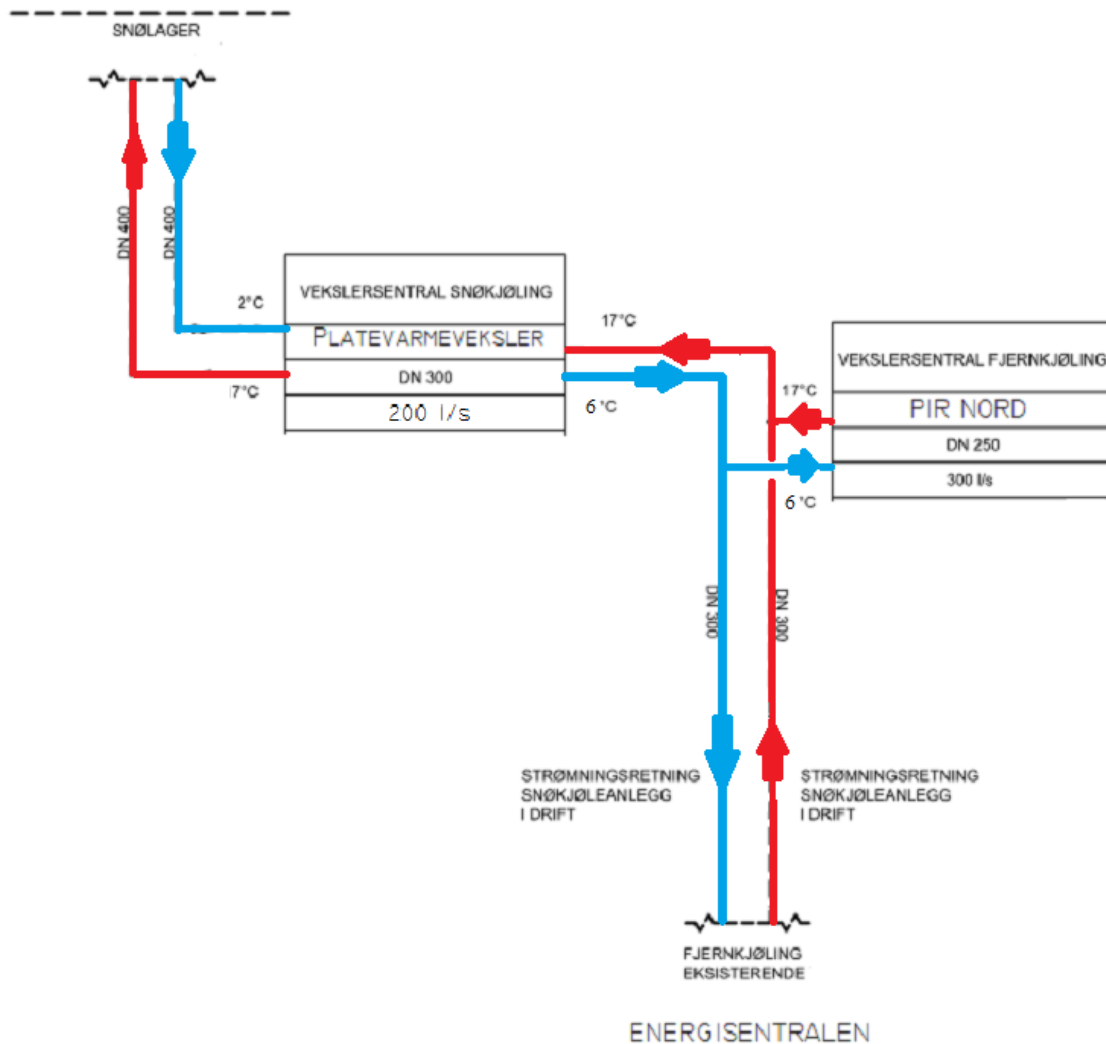 SNØLAGER
DN 400
DN 400
2°C
VEKSLERSENTRAL SNØKJØLING
PLATEVARMEVEKSLER
DN 300
200 l/s
17°C
6 °C
17°C
VEKSLERSENTRAL FJERNKJØLING
PIR NORD
DN 250
300 l/s
6 °C
DN 300
DN 300
STRØMNINGSRETNING
SNØKJØLEANLEGG
I DRIFT
STRØMNINGSRETNING
SNØKJØLEANLEGG
I DRIFT
FJERNKJØLING
EKSISTERENDE
ENERGISENTRALEN